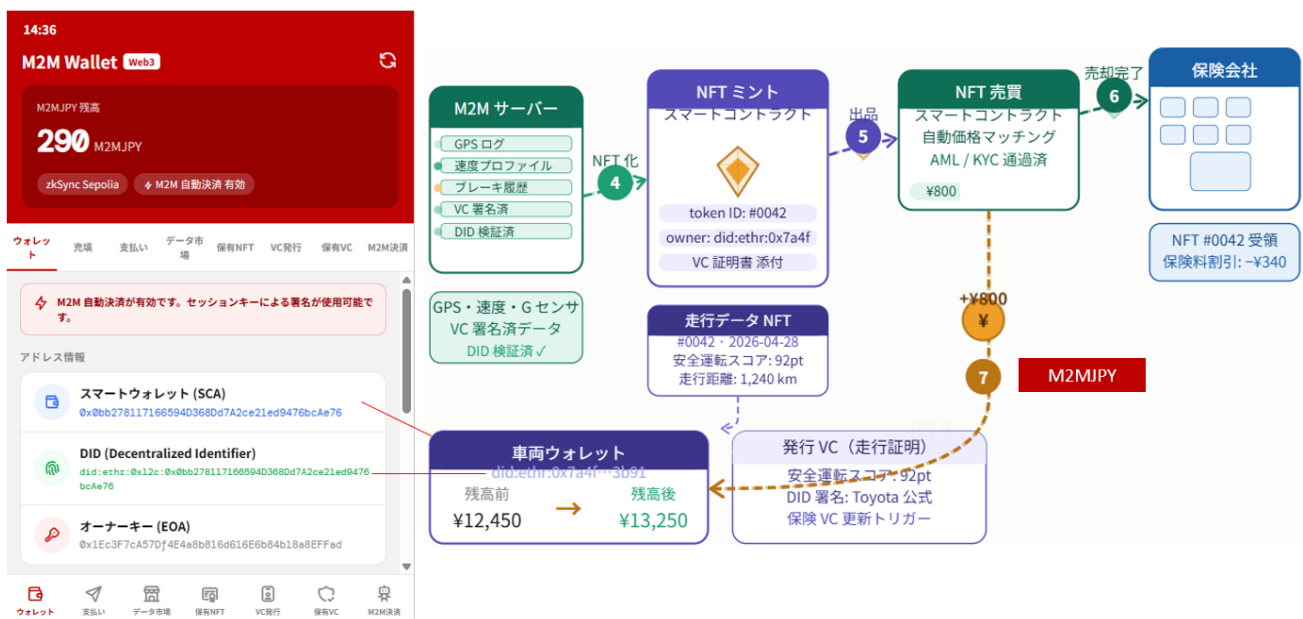 14:36
M2M Wallet Web3
M2MJPY 残高
290 M2MJPY
zkSync Sepolia
M2M 自動決済 有効
ウォレット
充填
支払い
データ市場
保有NFT
VC発行
保有VC
M2M決済
M2M 自動決済が有効です。セッションキーによる署名が使用可能で
す。
アドレス情報
スマートウォレット (SCA)
0x0bb278117166594D368Dd7A2ce21ed9476bcAe76
DID (Decentralized Identifier)
did:ethr:0x12c:0x0bb278117166594D368Dd7A2ce21ed9476
bcAe76
オーナーキー (EOA)
0x1Ec3F7cA57Df4E4a8b816d616E6b84b18a8EFFad
ウォレット
支払い
データ市場
保有NFT
VC発行
保有VC
M2M決済
M2M サーバー
GPS ログ
速度プロファイル
ブレーキ履歴
VC 署名済
DID 検証済
GPS・速度・G センサ
VC 署名済データ
DID 検証済 ✓
NFT 化
4
NFT ミント
スマートコントラクト
token ID: #0042
owner: did:ethr:0x7a4f
VC 証明書 添付
走行データ NFT
#0042・2026-04-28
安全運転スコア: 92pt
走行距離: 1,240 km
出品
5
NFT 売買
スマートコントラクト
自動価格マッチング
AML / KYC 通過済
¥800
売却完了
6
保険会社
NFT #0042 受領
保険料割引: −¥340
+¥800
¥
7
M2MJPY
車両ウォレット
did:ethr:0x7a4f…3b91
残高前
→
残高後
¥12,450
¥13,250
発行 VC（走行証明）
安全運転スコア: 92pt
DID 署名: Toyota 公式
保険 VC 更新トリガー